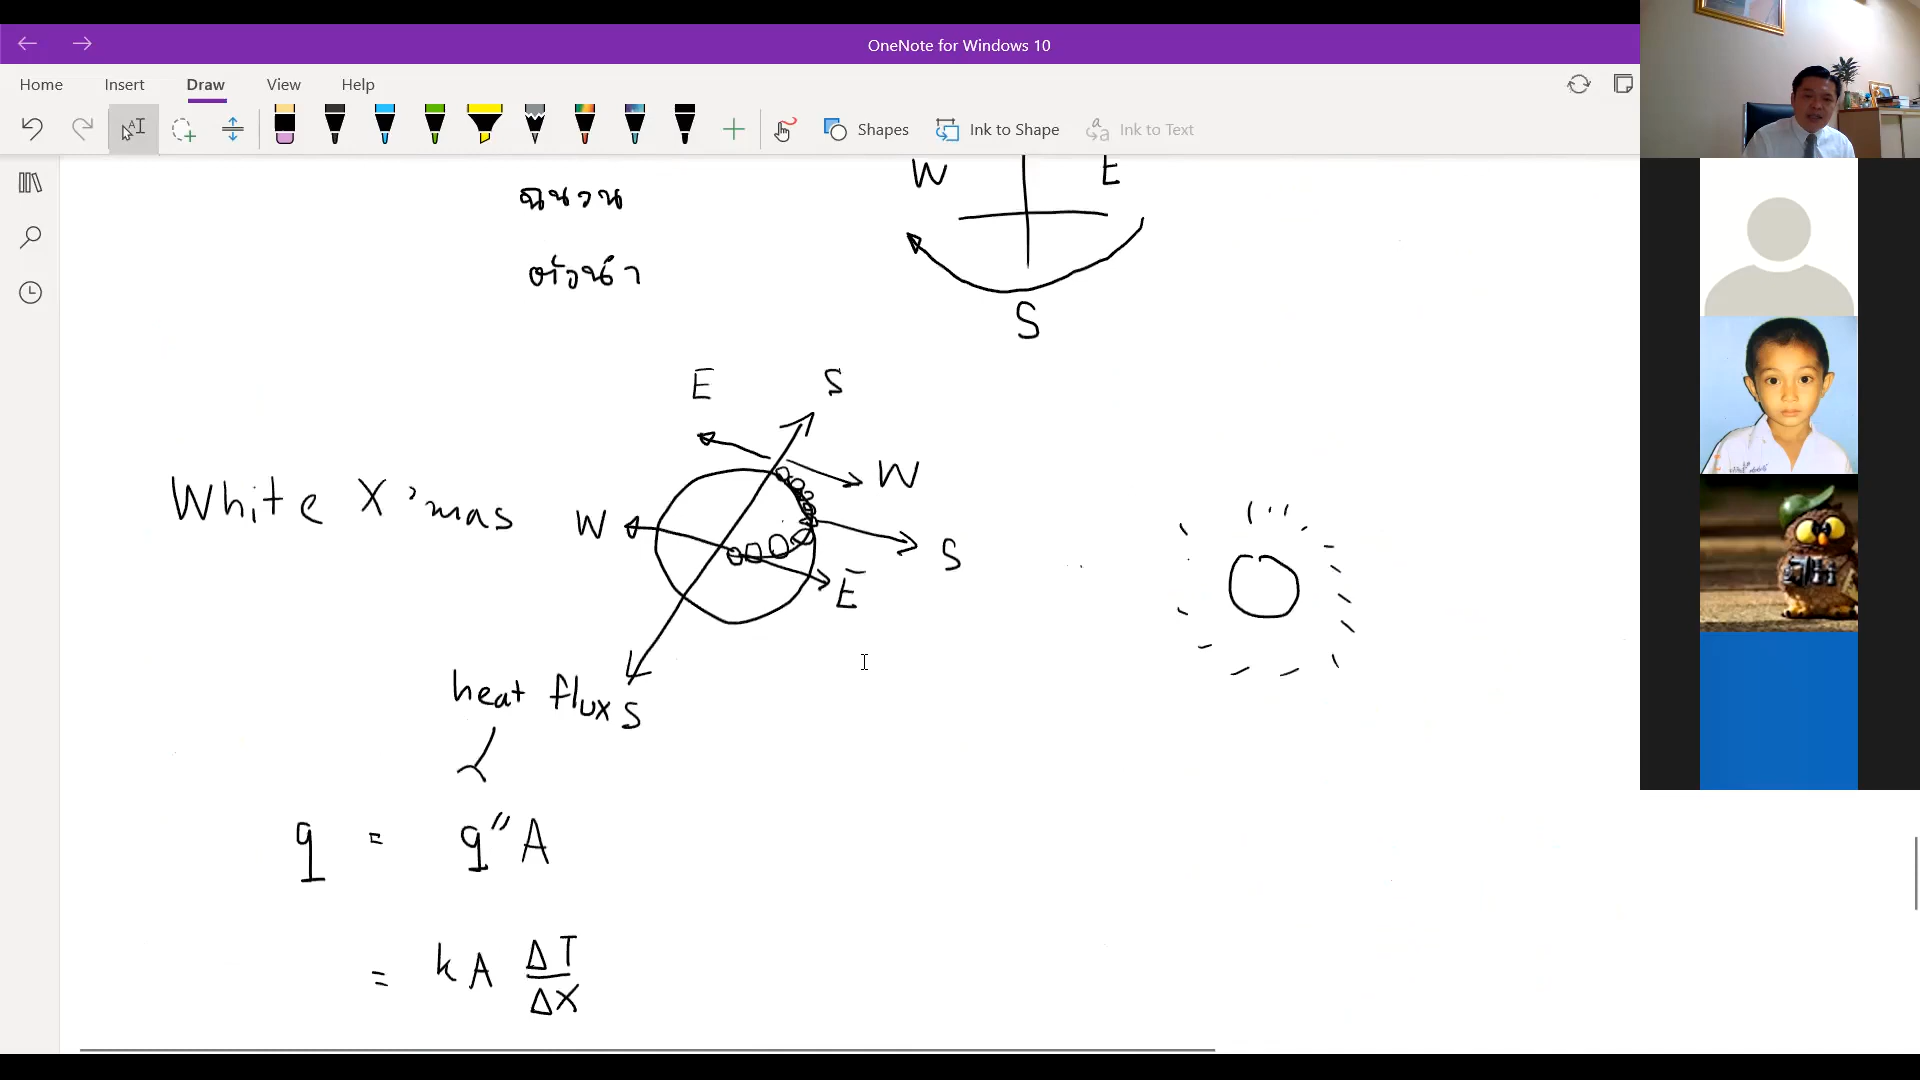 OneNote for Windows 10
Home Insert Draw View Help
Shapes Ink to Shape Ink to Text
W E
ฉนวน
ตัวนำ
S
E S
W
White X'mas W S
E
heat flux S
q = q″ A
= k A ΔT
ΔX